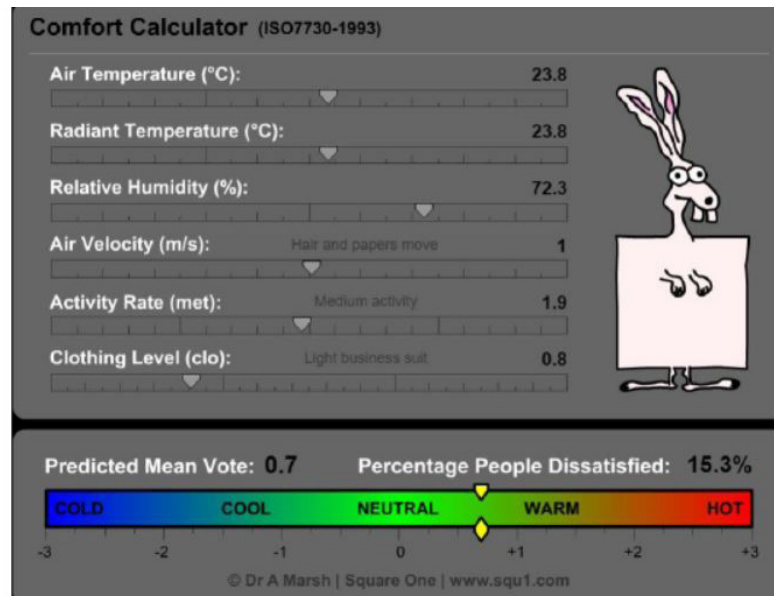 Comfort Calculator (ISO7730-1993)
Air Temperature (°C): 23.8
Radiant Temperature (°C): 23.8
Relative Humidity (%): 72.3
Air Velocity (m/s): Hair and papers move 1
Activity Rate (met): Medium activity 1.9
Clothing Level (clo): Light business suit 0.8
Predicted Mean Vote: 0.7 Percentage People Dissatisfied: 15.3%
COLD COOL NEUTRAL WARM HOT
-3 -2 -1 0 +1 +2 +3
© Dr A Marsh | Square One | www.squ1.com